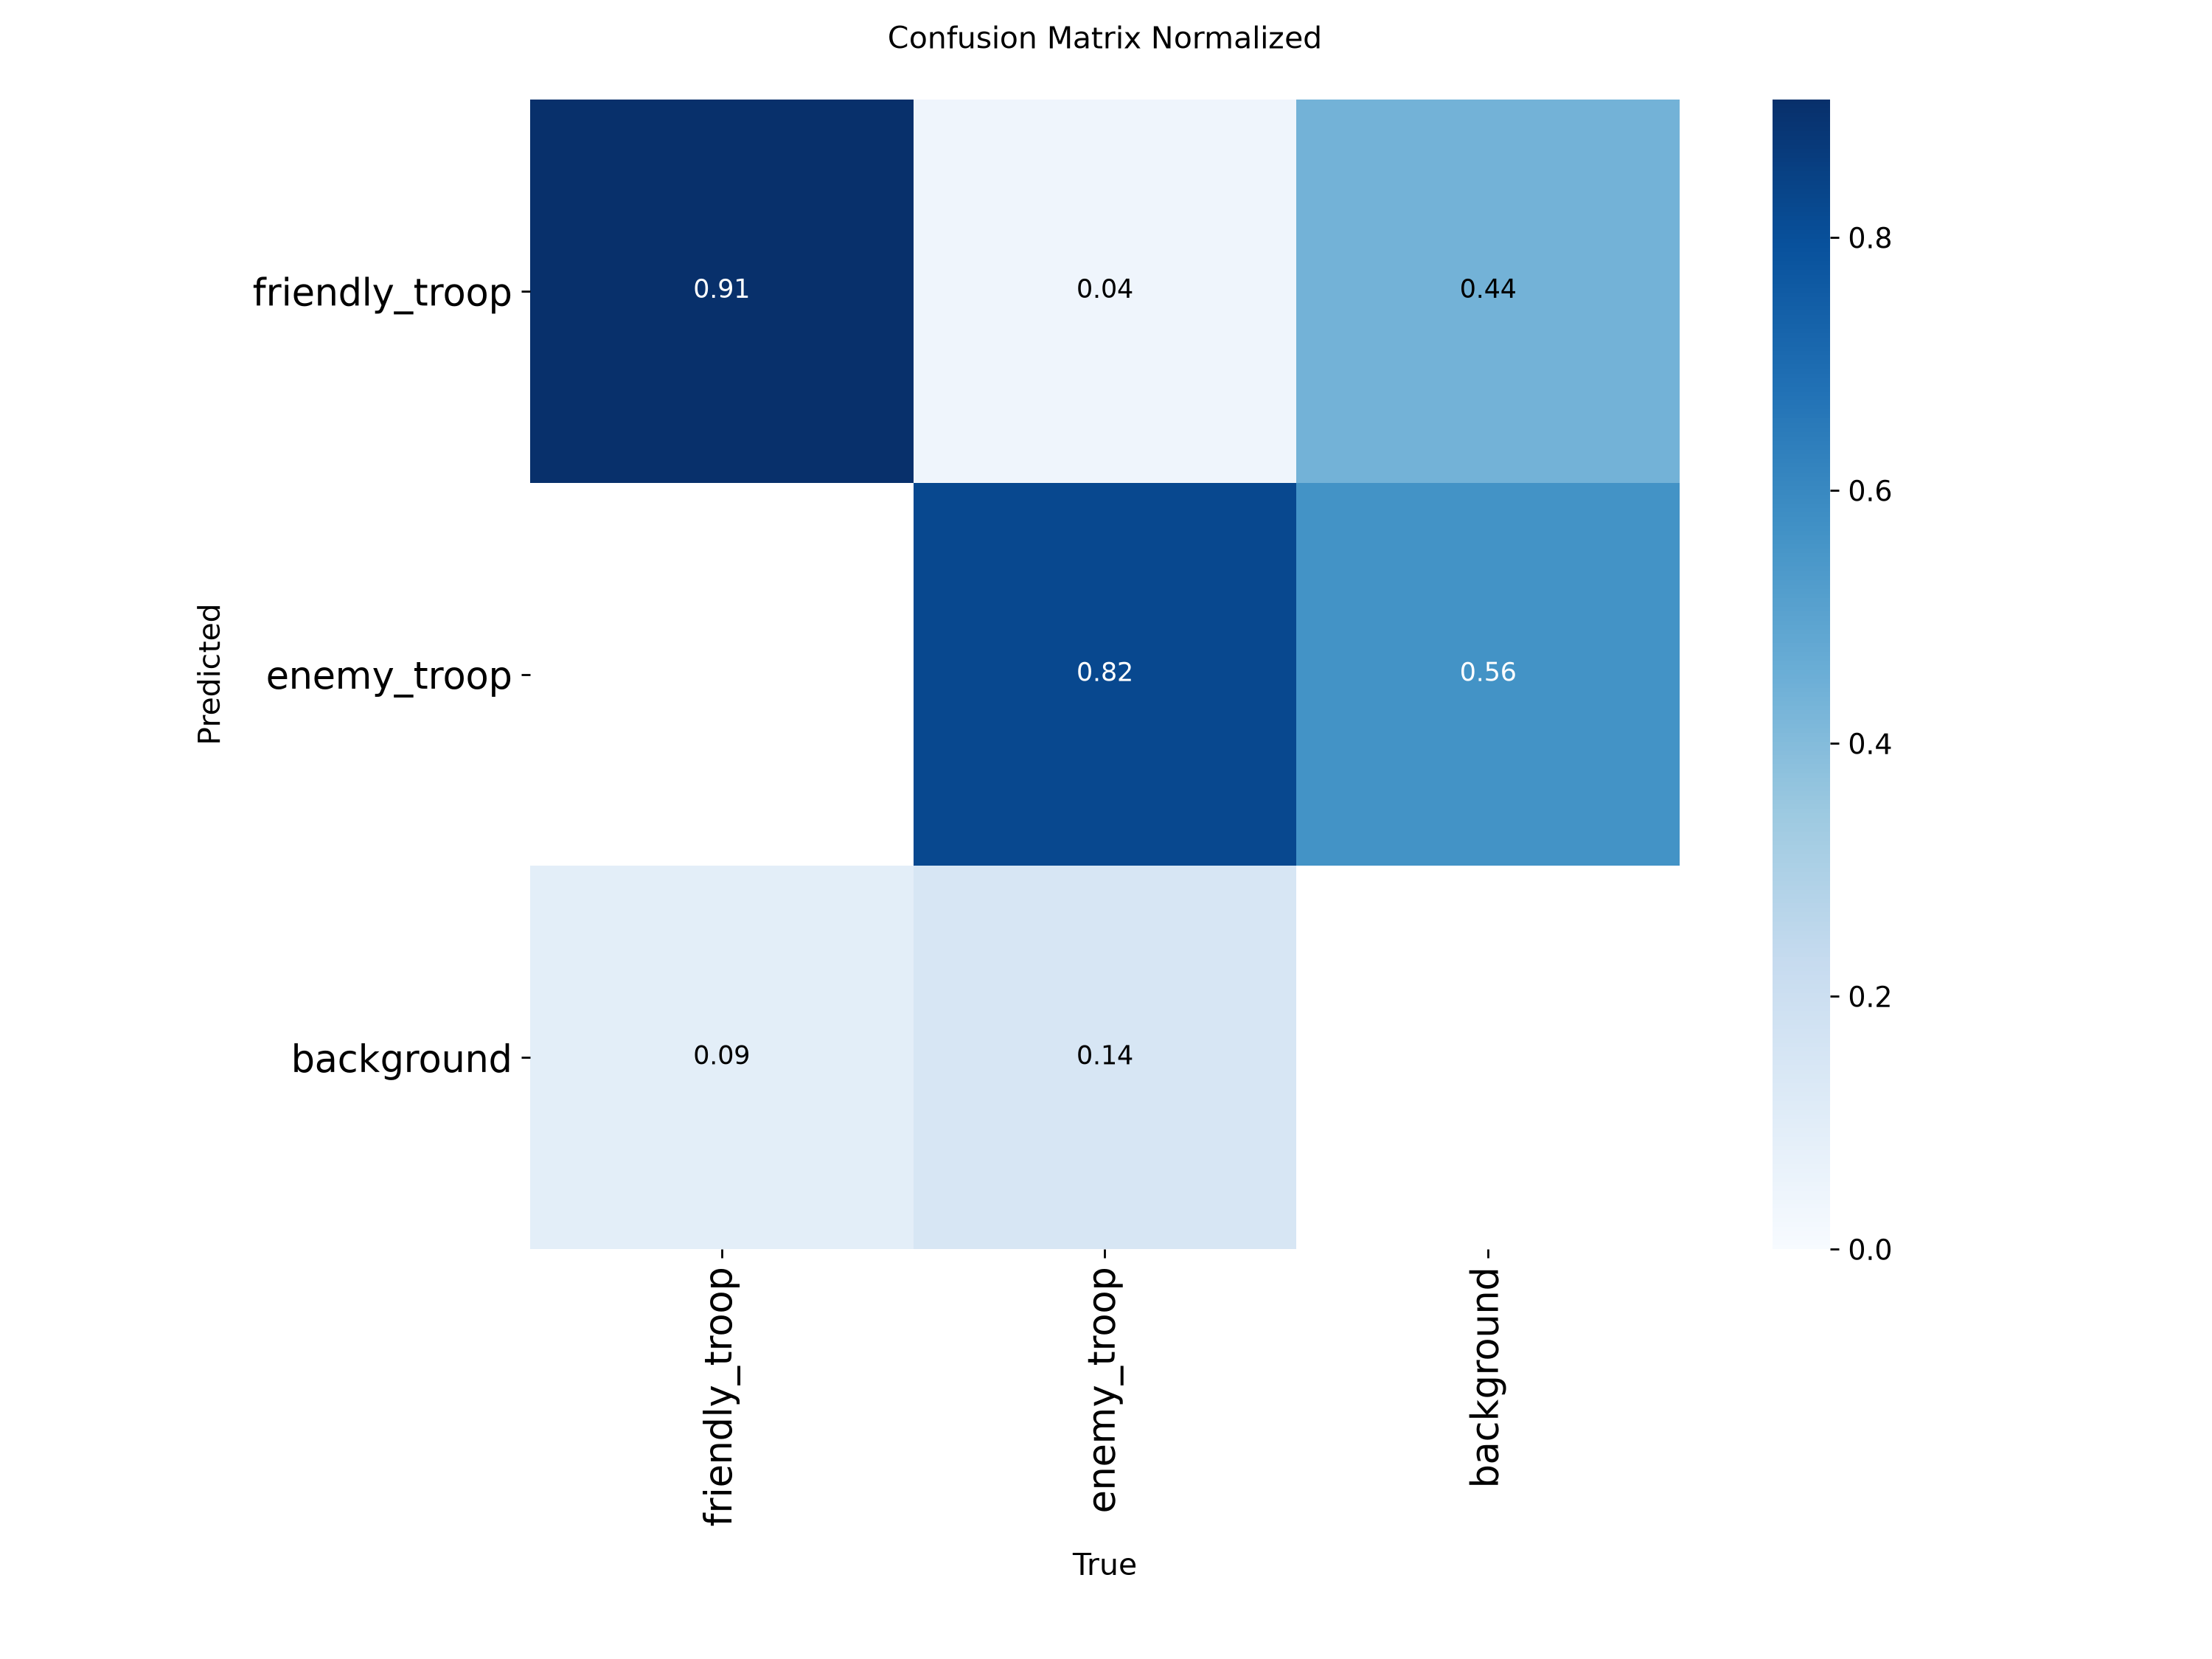 Confusion Matrix Normalized
friendly_troop
0.91
0.04
0.44
0.8
0.6
Predicted
enemy_troop
0.82
0.56
0.4
background
0.09
0.14
0.2
0.0
friendly_troop
enemy_troop
background
True